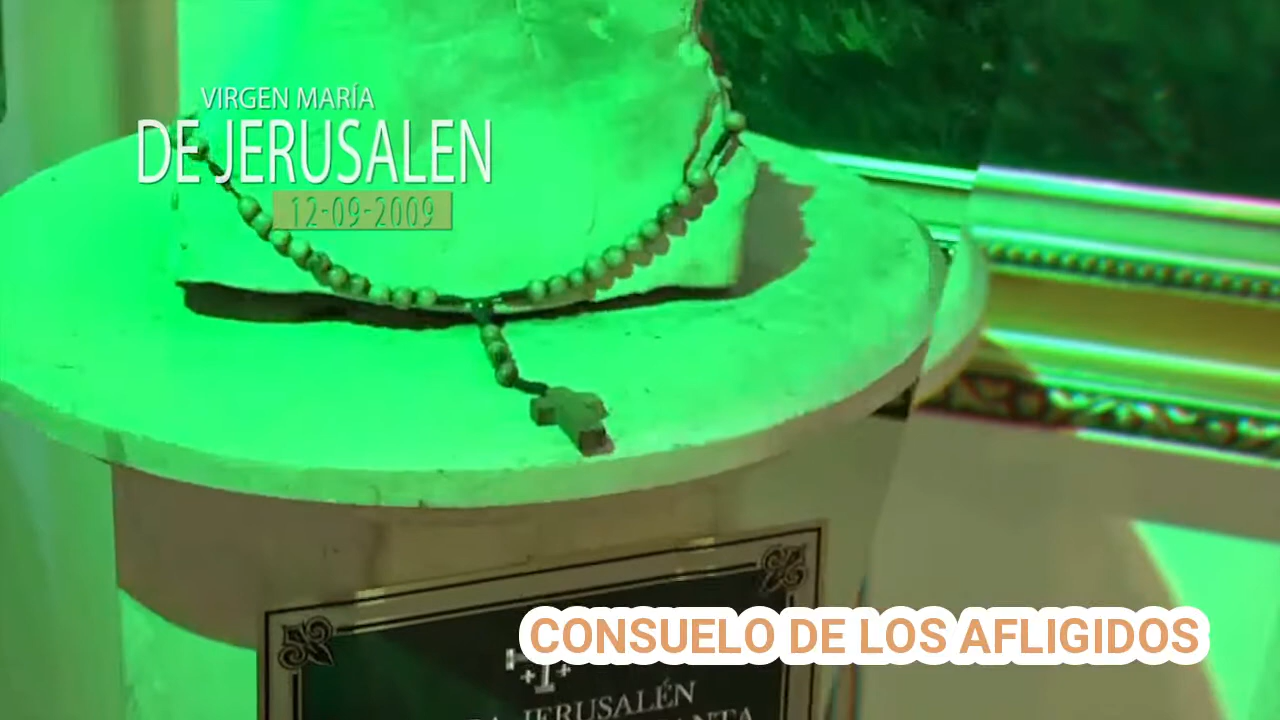 VIRGEN MARÍA
DE JERUSALEN
12-09-2009
CONSUELO DE LOS AFLIGIDOS
JERUSALÉN